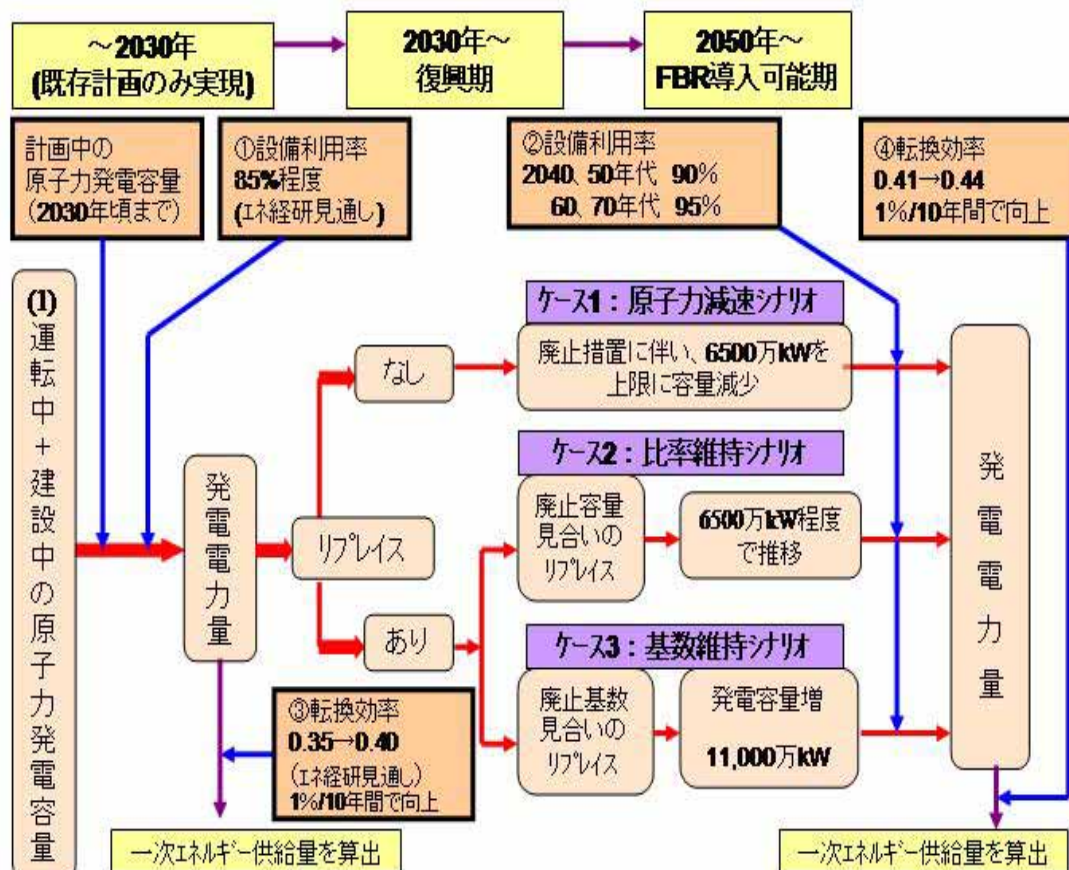 ～2030年
(既存計画のみ実現)
2030年～
復興期
2050年～
FBR導入可能期
計画中の
原子力発電容量
（2030年頃まで）
①設備利用率
85%程度
(ｴﾈ経研見通し)
②設備利用率
2040、50年代 90%
60、70年代 95%
④転換効率
0.41→0.44
1%/10年間で向上
(1)運転中＋建設中の原子力発電容量
発電電力量
リプレイス
なし
あり
ｹｰｽ1：原子力減速ｼﾅﾘｵ
廃止措置に伴い、6500万kWを
上限に容量減少
ｹｰｽ2：比率維持ｼﾅﾘｵ
廃止容量
見合いの
ﾘﾌﾟﾚｲｽ
6500万kW程度
で推移
ｹｰｽ3：基数維持ｼﾅﾘｵ
廃止基数
見合いの
ﾘﾌﾟﾚｲｽ
発電容量増
11,000万kW
発電電力量
③転換効率
0.35→0.40
(ｴﾈ経研見通し)
1%/10年間で向上
一次ｴﾈﾙｷﾞｰ供給量を算出
一次ｴﾈﾙｷﾞｰ供給量を算出